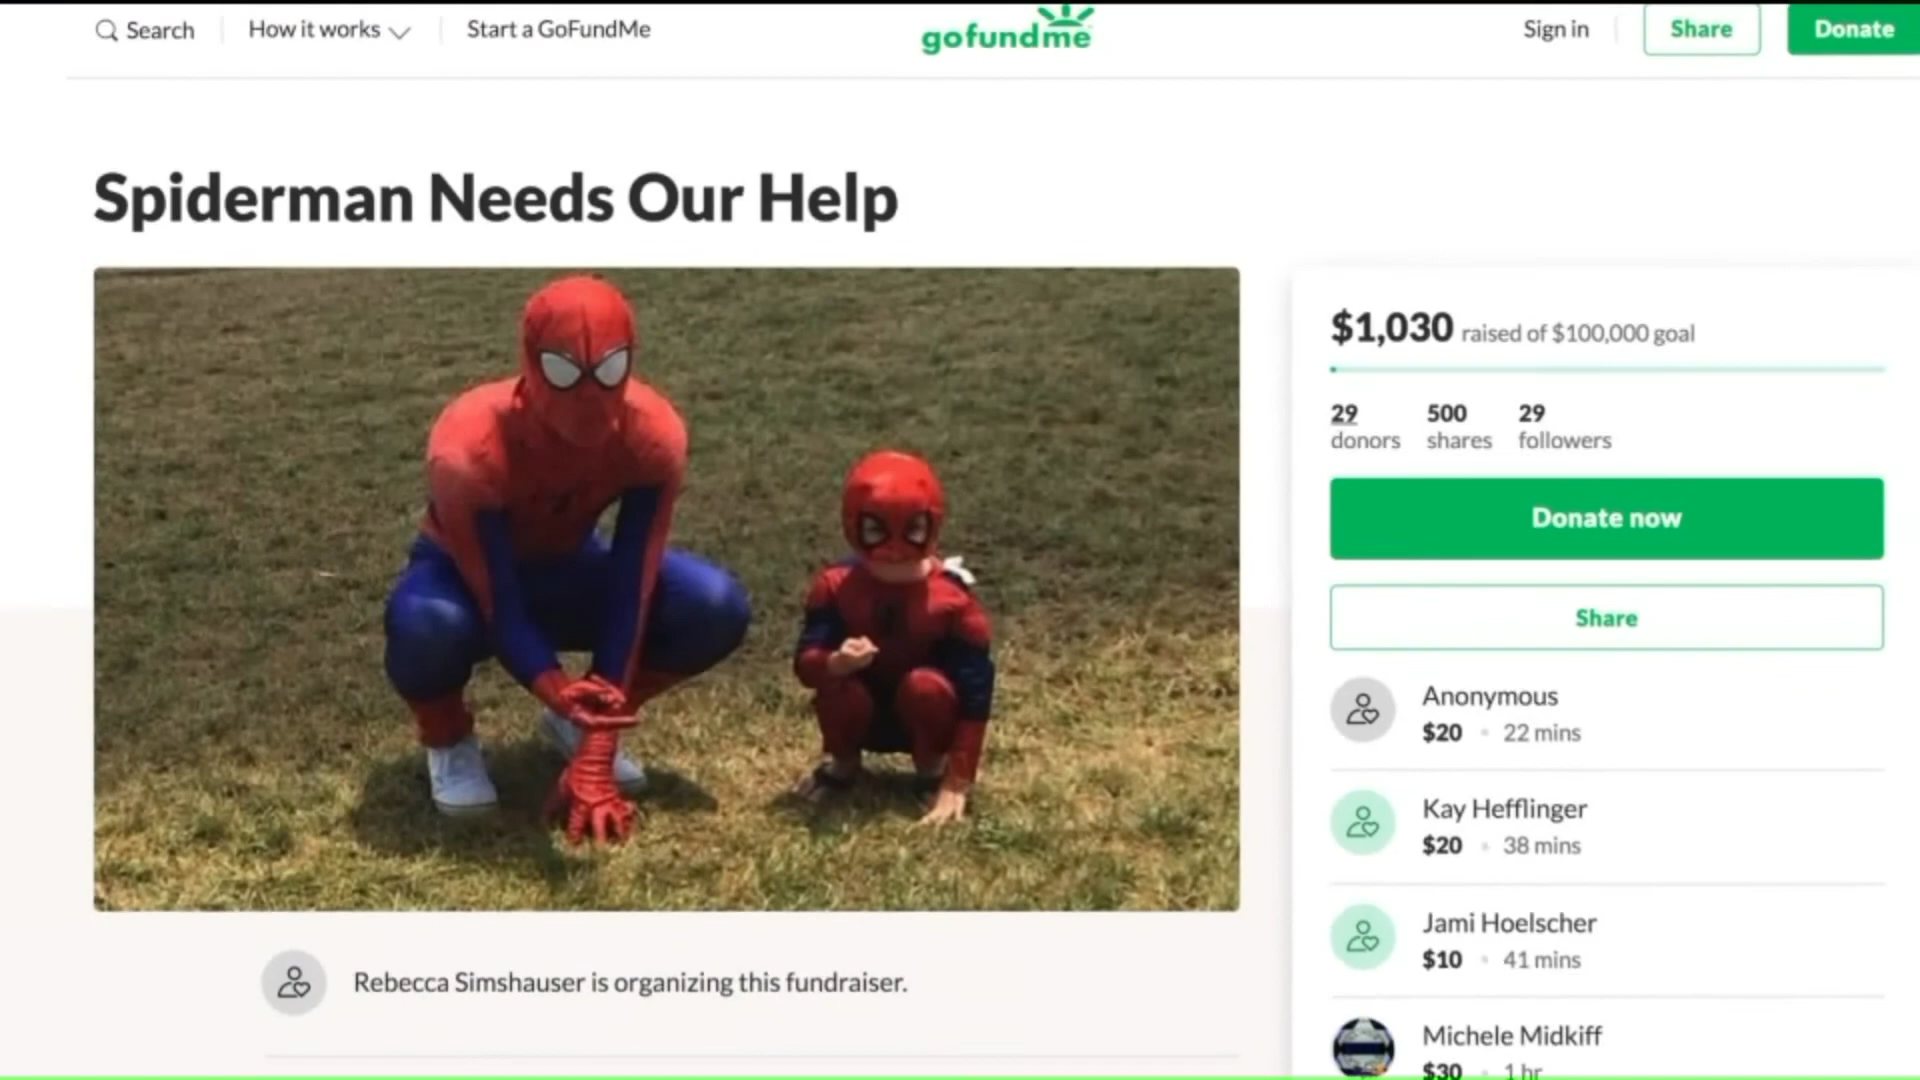 Search
How it works
Start a GoFundMe
gofundme
Sign in
Share
Donate
Spiderman Needs Our Help
$1,030 raised of $100,000 goal
29 donors
500 shares
29 followers
Donate now
Share
Anonymous
$20 • 22 mins
Kay Hefflinger
$20 • 38 mins
Jami Hoelscher
$10 • 41 mins
Michele Midkiff
$30 • 1 hr
Rebecca Simshauser is organizing this fundraiser.